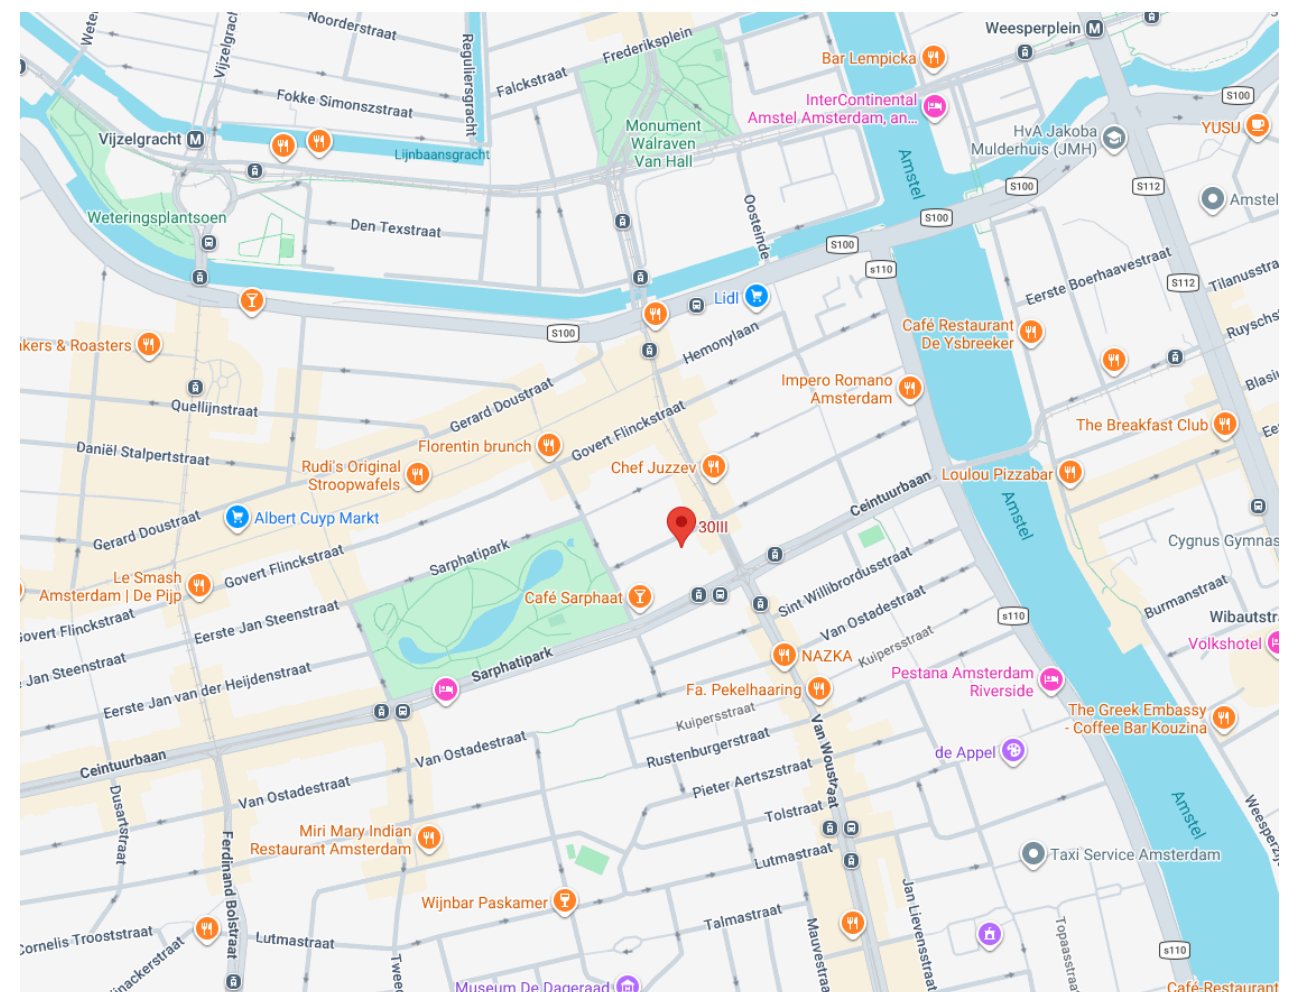 Noorderstraat
Vijzelgracht
Reguliersgracht
Frederiksplein
Weesperplein
Bar Lempicka
Falckstraat
InterContinental
Amstel Amsterdam, an...
S100
Fokke Simonszstraat
Monument
Walraven
Van Hall
HvA Jakoba
Mulderhuis (JMH)
YUSU
Vijzelgracht
Lijnbaansgracht
Amstel
S100
S112
Amstel
Weteringsplantsoen
Den Texstraat
Oosteinde
S100
S100
s110
Eerste Boerhaavestraat
S112
Tilanusstra
Lidl
S100
Café Restaurant
De Ysbreeker
Ruyschst
akers & Roasters
Hemonylaan
Impero Romano
Amsterdam
Blasiu
Quellijnstraat
Gerard Doustraat
Govert Flinckstraat
The Breakfast Club
Daniël Stalpertstraat
Florentin brunch
Rudi's Original
Stroopwafels
Chef Juzzev
Loulou Pizzabar
Ceintuurbaan
Amstel
Gerard Doustraat
Albert Cuyp Markt
30III
Cygnus Gymnas
Sarphatipark
Govert Flinckstraat
Le Smash
Amsterdam | De Pijp
Café Sarphaat
Sint Willibrordusstraat
Burmanstraat
Govert Flinckstraat
Eerste Jan Steenstraat
Van Ostadestraat
s110
Wibautstra
Volkshotel
Jan Steenstraat
Sarphatipark
NAZKA
Kuipersstraat
Eerste Jan van der Heijdenstraat
Fa. Pekelhaaring
Pestana Amsterdam
Riverside
The Greek Embassy
- Coffee Bar Kouzina
Kuipersstraat
Van Woustraat
Ceintuurbaan
Van Ostadestraat
Rustenburgerstraat
de Appel
Pieter Aertszstraat
Dusartstraat
Van Ostadestraat
Tolstraat
Amstel
Weesperzij
Miri Mary Indian
Restaurant Amsterdam
Ferdinand Bolstraat
Lutmastraat
Taxi Service Amsterdam
Wijnbar Paskamer
Jan Lievensstraat
Talmastraat
Mauvestraa
Topaasstraat
Cornelis Trooststraat
Lutmastraat
s110
Tweed
Museum De Dageraad
Café-Restaurant